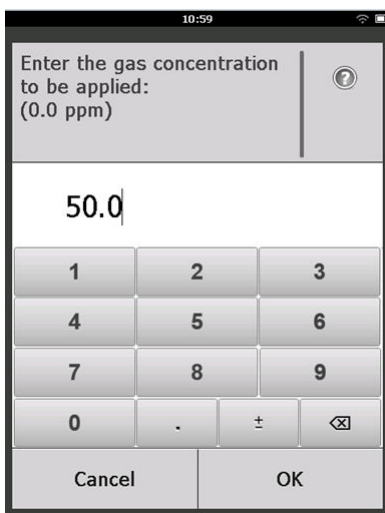 10:59
Enter the gas concentration
to be applied:
(0.0 ppm)
?
50.0
1 2 3
4 5 6
7 8 9
0 . ±
Cancel OK